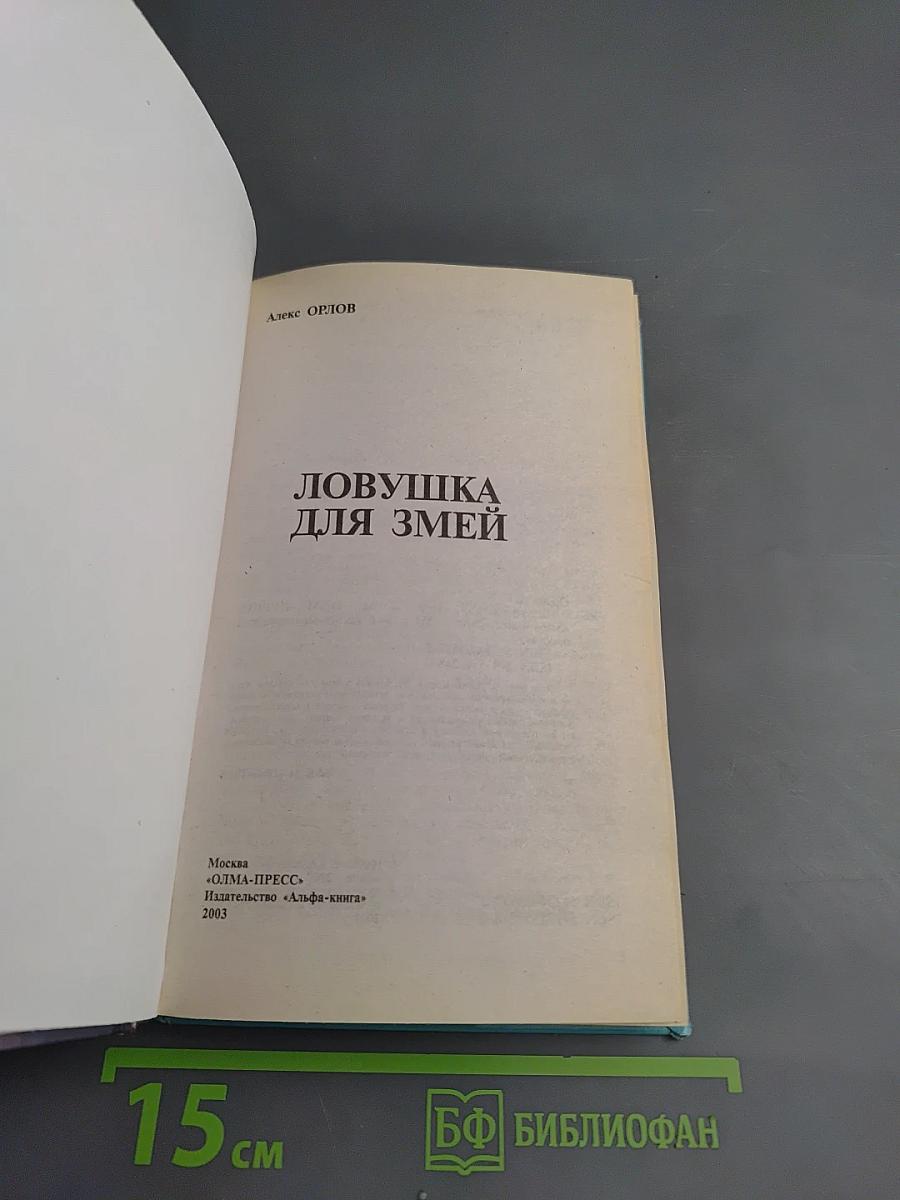 Алекс ОРЛОВ
ЛОВУШКА
ДЛЯ ЗМЕЙ
Москва
«ОЛМА-ПРЕСС»
Издательство «Альфа-книга»
2003
15 см
БФ БИБЛИОФАН